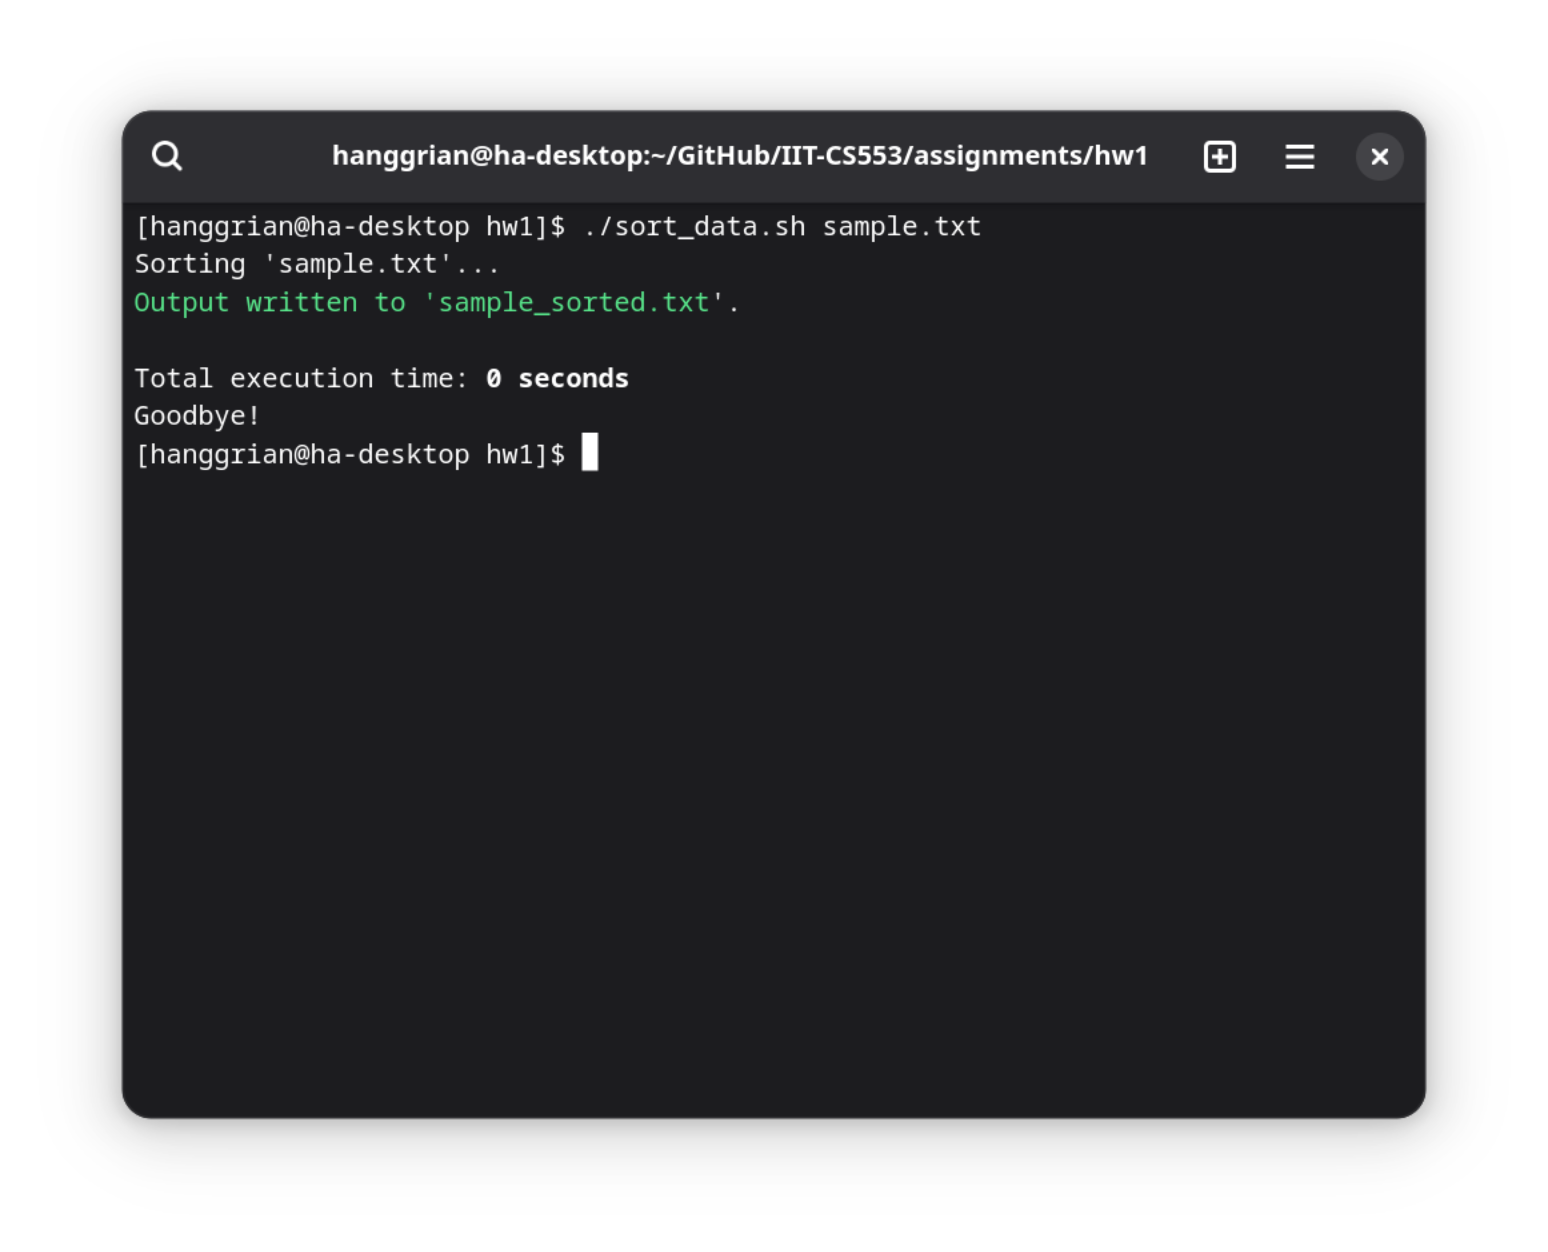 hanggrian@ha-desktop:~/GitHub/IIT-CS553/assignments/hw1
[hanggrian@ha-desktop hw1]$ ./sort_data.sh sample.txt
Sorting 'sample.txt'...
Output written to 'sample_sorted.txt'.
Total execution time: 0 seconds
Goodbye!
[hanggrian@ha-desktop hw1]$